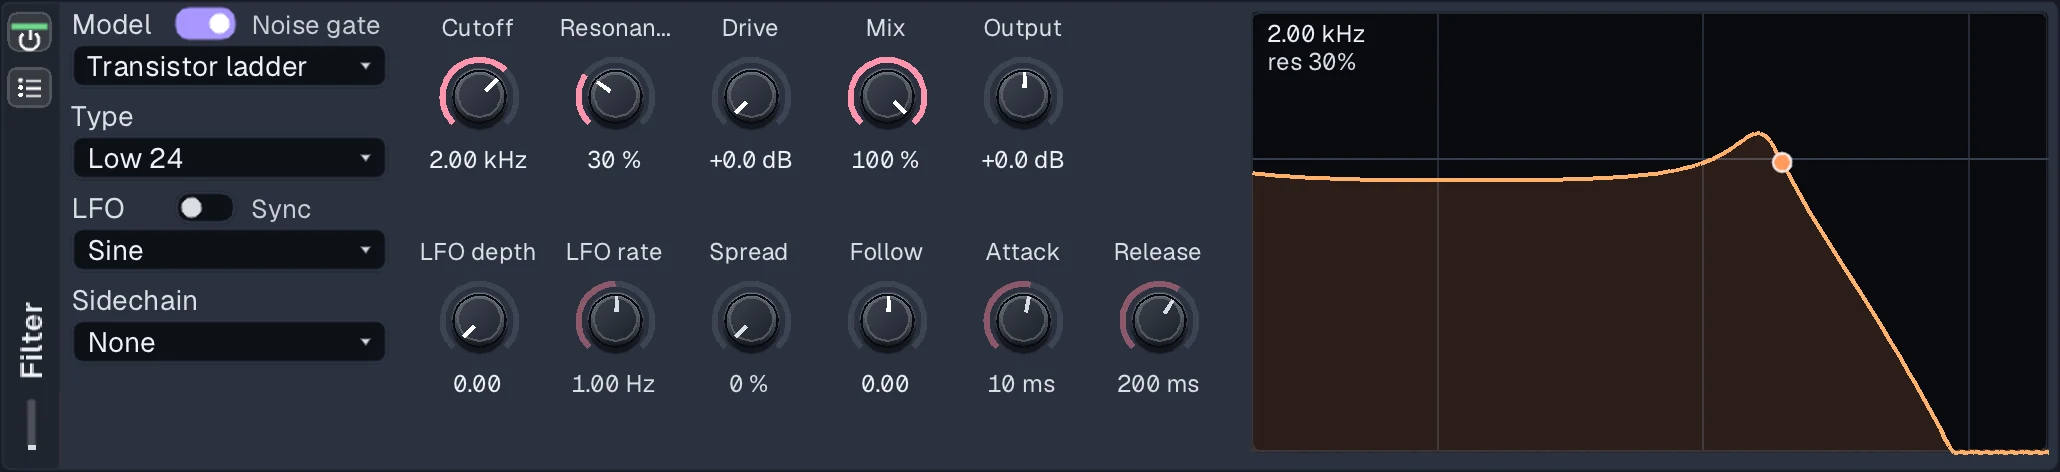 Model
Noise gate
Transistor ladder
Type
Low 24
LFO
Sync
Sine
Sidechain
None
Filter
Cutoff
Resonan...
Drive
Mix
Output
2.00 kHz
30 %
+0.0 dB
100 %
+0.0 dB
LFO depth
LFO rate
Spread
Follow
Attack
Release
0.00
1.00 Hz
0 %
0.00
10 ms
200 ms
2.00 kHz
res 30%